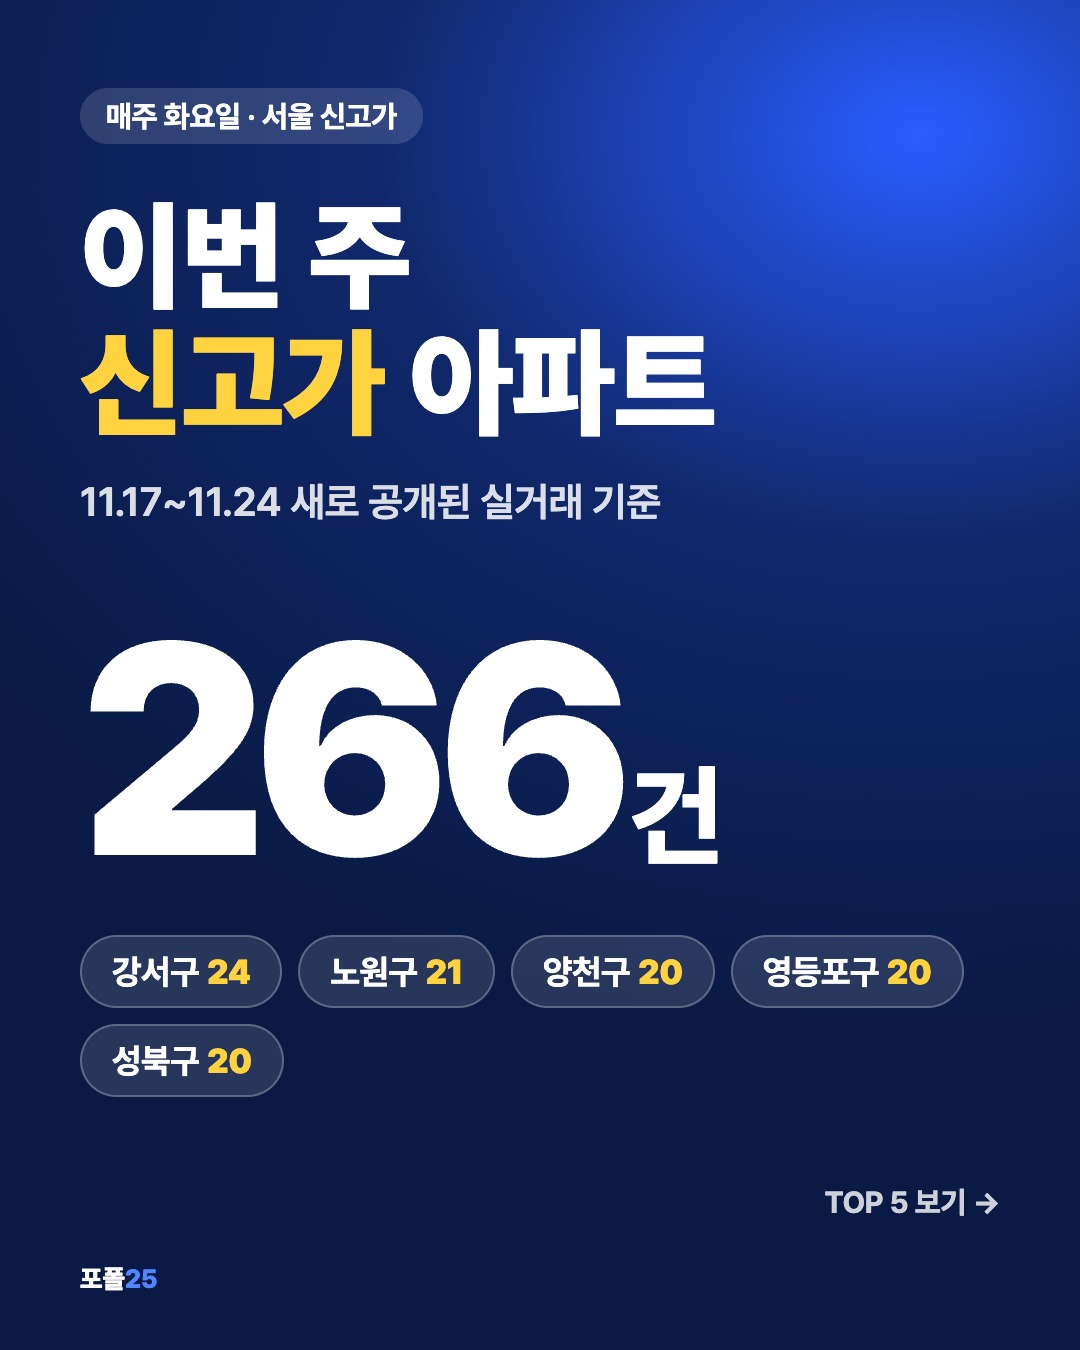 매주 화요일 · 서울 신고가
이번 주
신고가 아파트
11.17~11.24 새로 공개된 실거래 기준
266건
강서구 24 노원구 21 양천구 20 영등포구 20
성북구 20
TOP 5 보기 →
포폴25